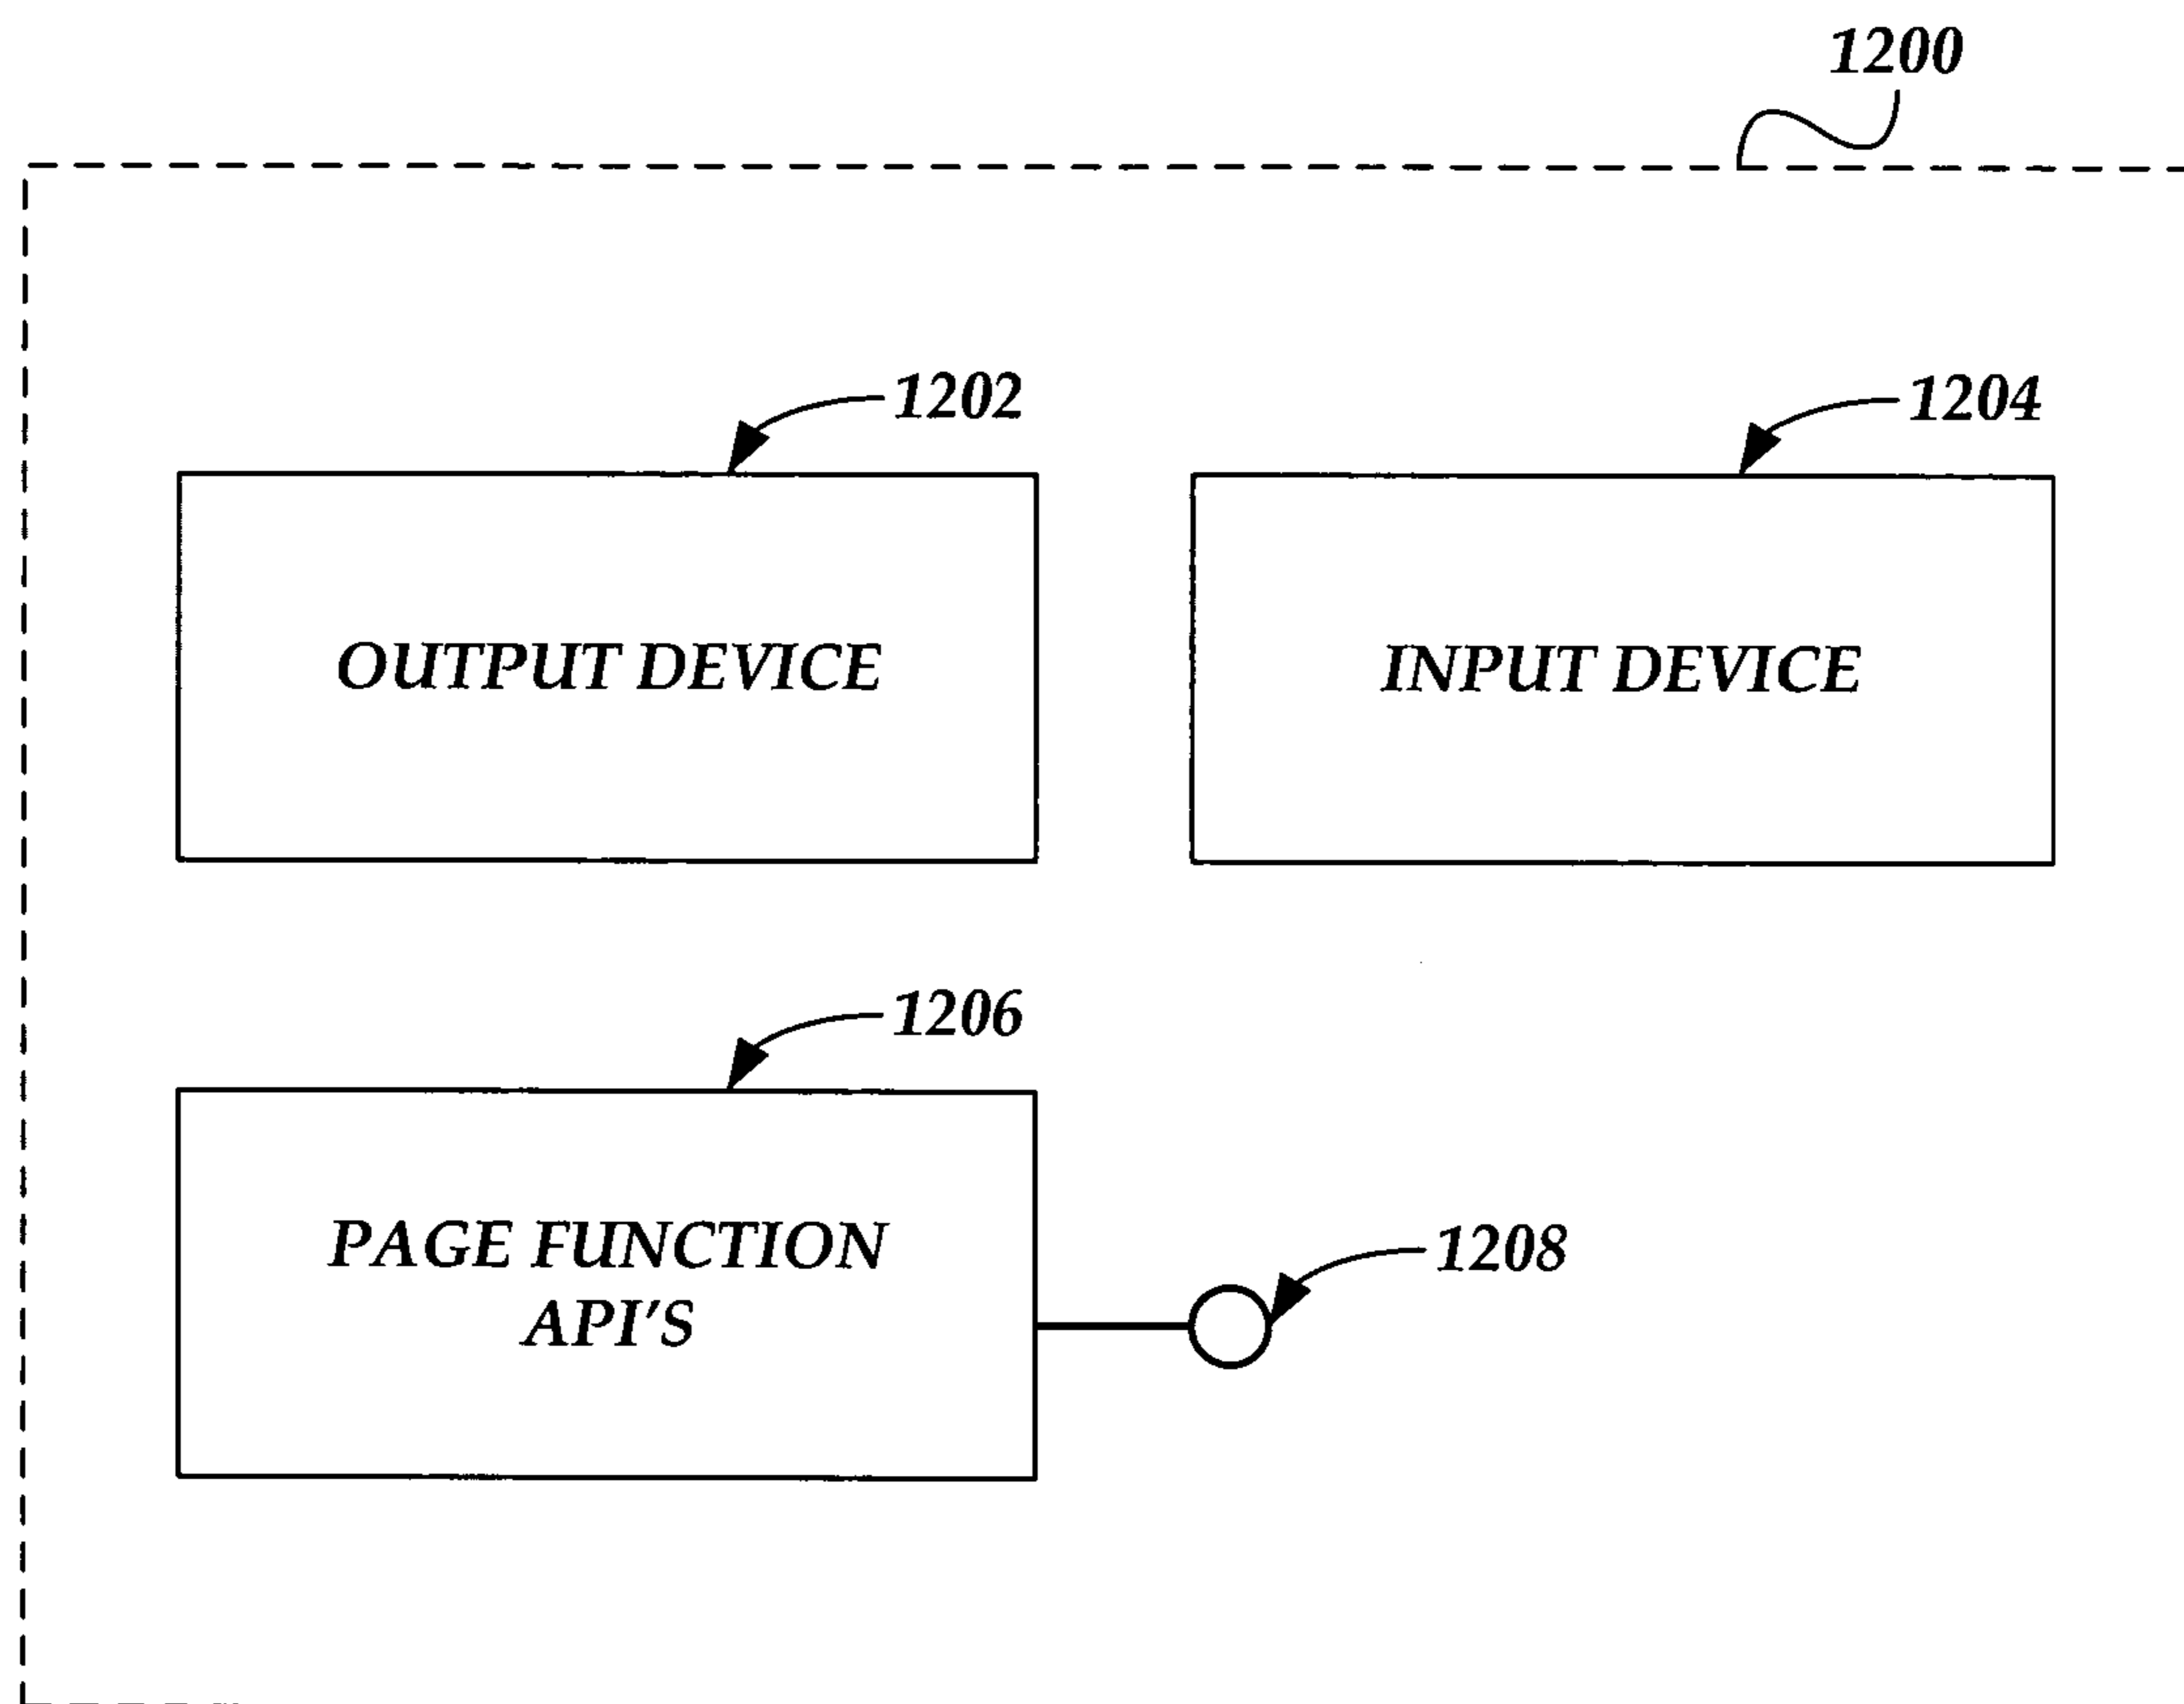 1200
1202
1204
OUTPUT DEVICE
INPUT DEVICE
1206
PAGE FUNCTION
API'S
1208